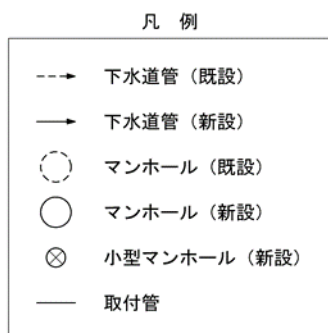 凡 例
下水道管（既設）
下水道管（新設）
マンホール（既設）
マンホール（新設）
小型マンホール（新設）
取付管